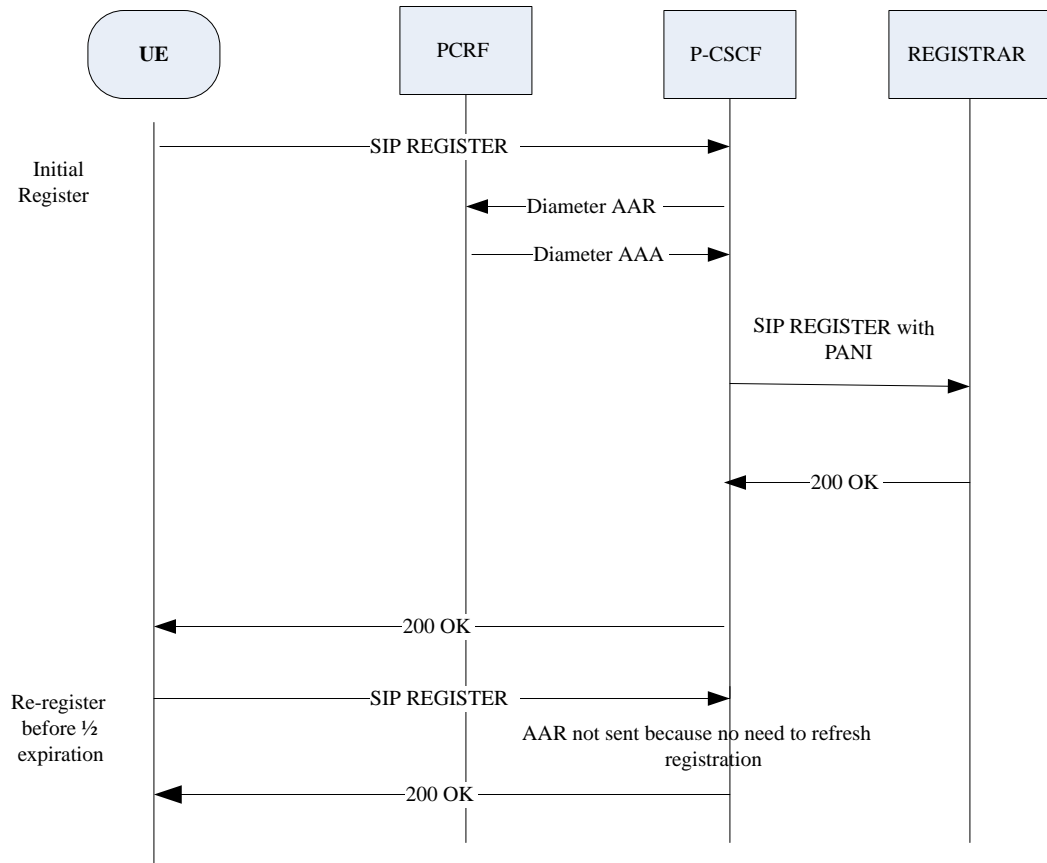 UE
PCRF
P-CSCF
REGISTRAR
SIP REGISTER
Initial
Register
Diameter AAR
Diameter AAA
SIP REGISTER with
PANI
200 OK
200 OK
SIP REGISTER
Re-register
before ½
expiration
AAR not sent because no need to refresh
registration
200 OK